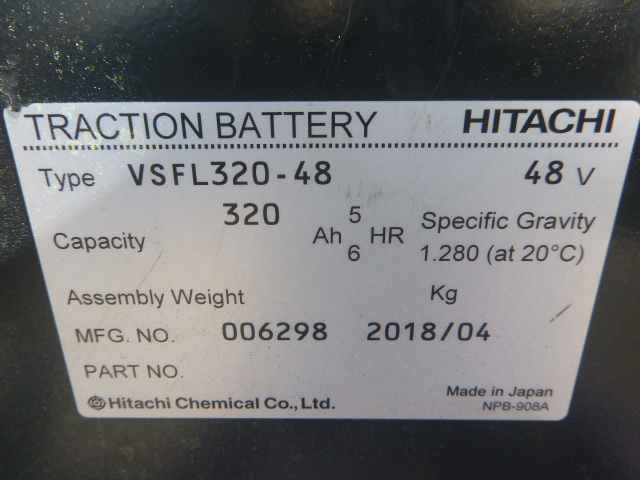 TRACTION BATTERY HITACHI
Type VSFL320-48 48 V
320 5
Capacity Ah HR Specific Gravity
6 1.280 (at 20°C)
Assembly Weight Kg
MFG. NO. 006298 2018/04
PART NO.
Hitachi Chemical Co., Ltd. Made in Japan
NPB-908A